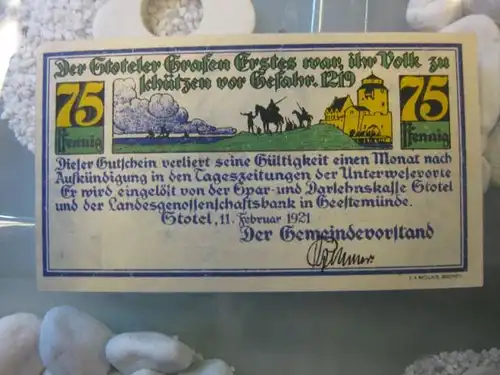 Der Stoteler Grafen Erstes war, ihr Volk zu
schützen vor Gefahr. 1219
75
Pfennig
75
Pfennig
Dieser Gutschein verliert seine Gültigkeit einen Monat nach
Aufkündigung in den Tageszeitungen der Unterweserorte
Er wird eingelöst von der Spar- und Darlehnskasse Stotel
und der Landesgenossenschaftsbank in Geestemünde.
Stotel, 11. Februar 1921
Der Gemeindevorstand